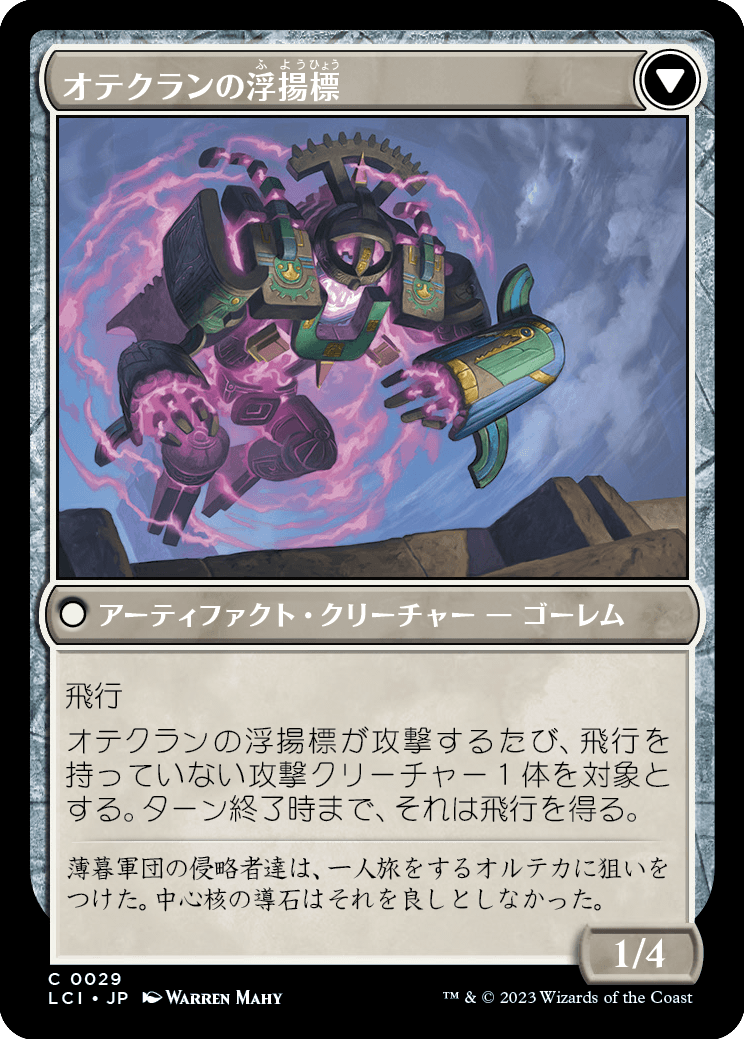 ふようひょう
オテクランの浮揚標
アーティファクト・クリーチャー — ゴーレム
飛行
オテクランの浮揚標が攻撃するたび、飛行を
持っていない攻撃クリーチャー1体を対象と
する。ターン終了時まで、それは飛行を得る。
薄暮軍団の侵略者達は、一人旅をするオルテカに狙いを
つけた。中心核の導石はそれを良しとしなかった。
1/4
C 0029
LCI • JP Warren Mahy
™ & © 2023 Wizards of the Coast